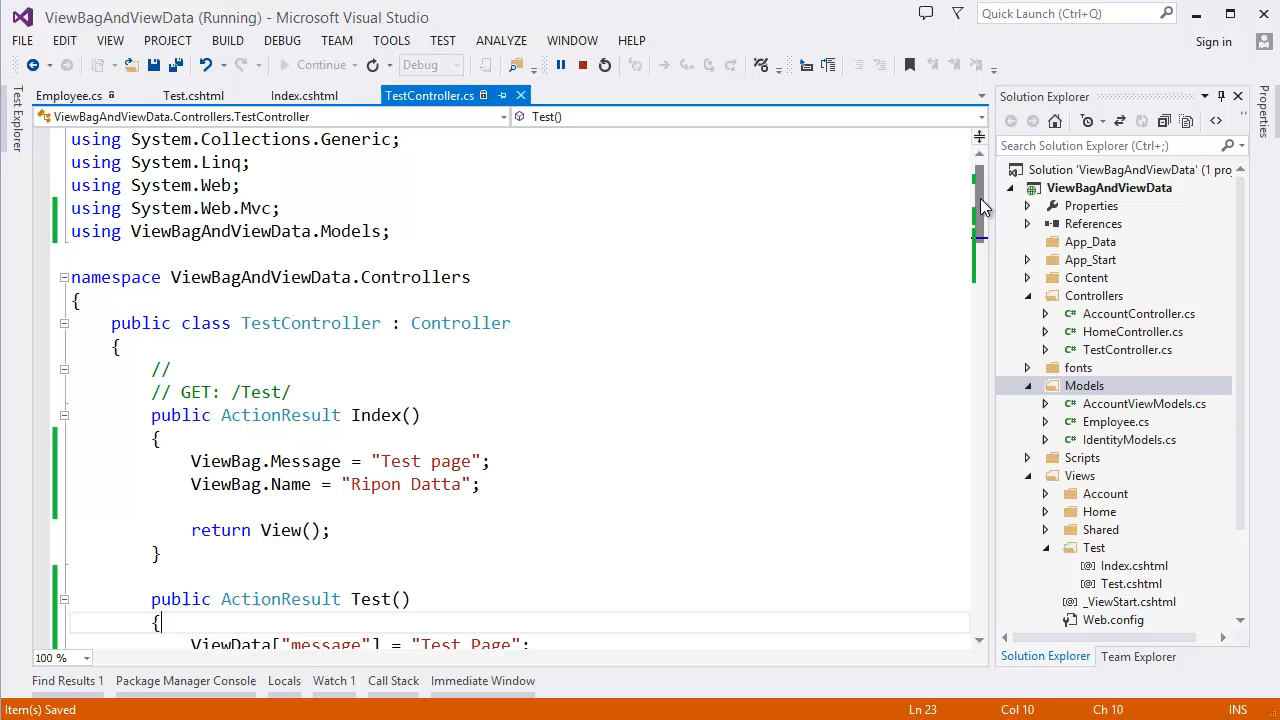 ViewBagAndViewData (Running) - Microsoft Visual Studio
Quick Launch (Ctrl+Q)
FILE EDIT VIEW PROJECT BUILD DEBUG TEAM TOOLS TEST ANALYZE WINDOW HELP
Sign in
Continue
Debug
Test Explorer
Employee.cs
Test.cshtml
Index.cshtml
TestController.cs
ViewBagAndViewData.Controllers.TestController
Test()
using System.Collections.Generic;
using System.Linq;
using System.Web;
using System.Web.Mvc;
using ViewBagAndViewData.Models;
namespace ViewBagAndViewData.Controllers
{
public class TestController : Controller
{
//
// GET: /Test/
public ActionResult Index()
{
ViewBag.Message = "Test page";
ViewBag.Name = "Ripon Datta";
return View();
}
public ActionResult Test()
{
ViewData["message"] = "Test Page";
100 %
Solution Explorer
Search Solution Explorer (Ctrl+;)
Solution 'ViewBagAndViewData' (1 pro
ViewBagAndViewData
Properties
References
App_Data
App_Start
Content
Controllers
AccountController.cs
HomeController.cs
TestController.cs
fonts
Models
AccountViewModels.cs
Employee.cs
IdentityModels.cs
Scripts
Views
Account
Home
Shared
Test
Index.cshtml
Test.cshtml
_ViewStart.cshtml
Web.config
Solution Explorer Team Explorer
Properties
Find Results 1 Package Manager Console Locals Watch 1 Call Stack Immediate Window
Item(s) Saved
Ln 23 Col 10 Ch 10 INS